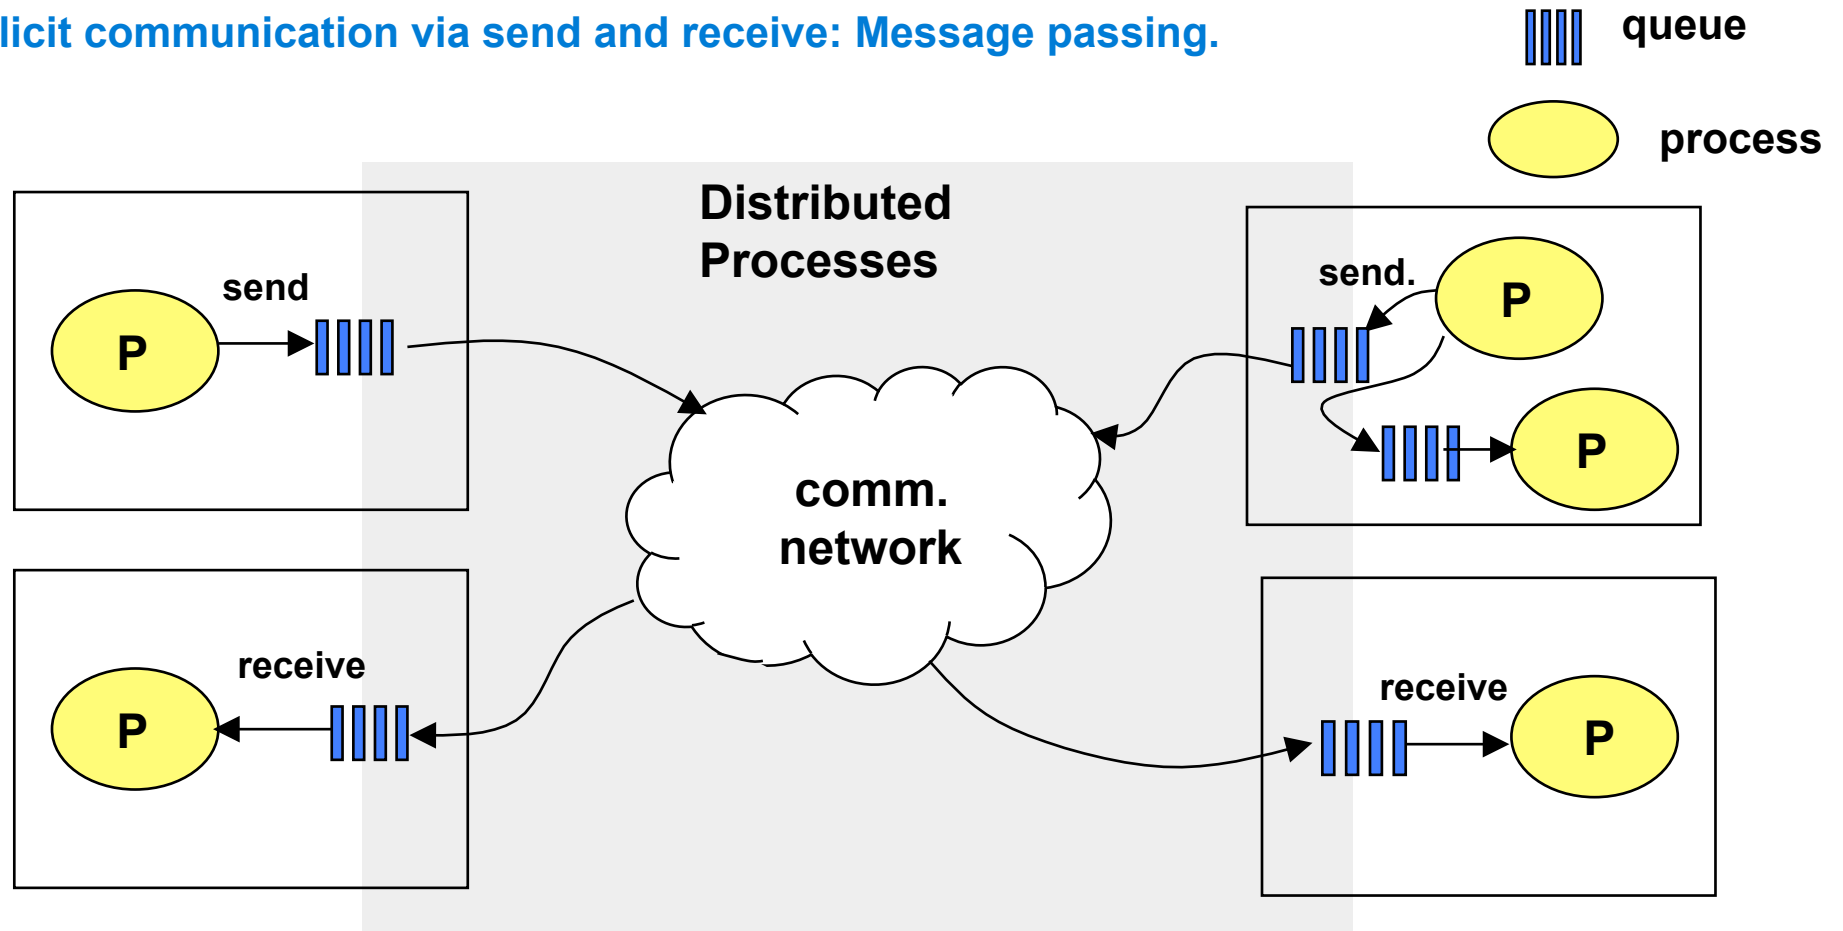 licit communication via send and receive: Message passing.
queue
process
Distributed
Processes
send
P
send.
P
P
comm.
network
receive
P
receive
P